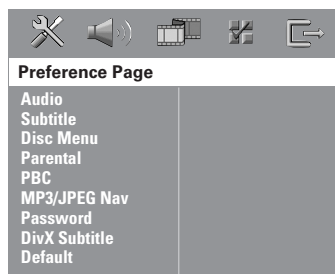 Preference Page
Audio
Subtitle
Disc Menu
Parental
PBC
MP3/JPEG Nav
Password
DivX Subtitle
Default